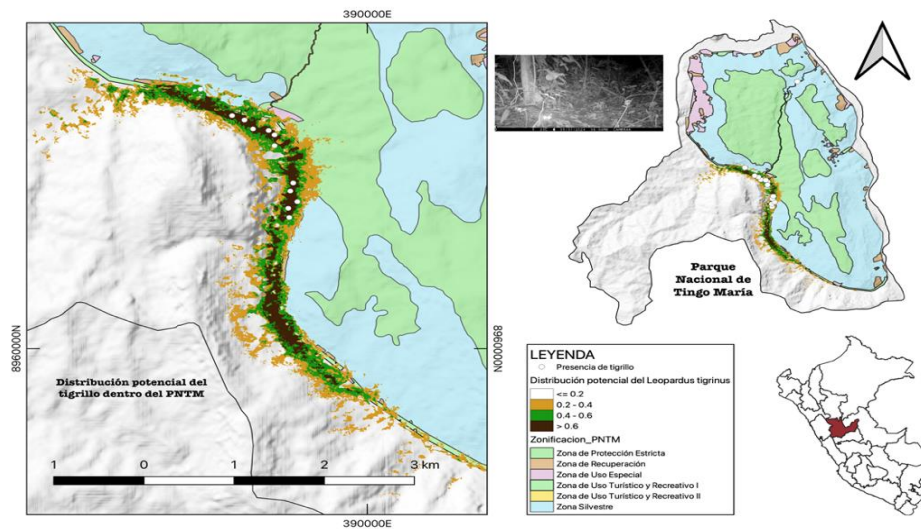 390000E
8960000N
Distribución potencial del
tigrillo dentro del PNTM
1 0 1 2 3 km
390000E
8960000N
Parque
Nacional de
Tingo María
LEYENDA
Presencia de tigrillo
Distribución potencial del Leopardus tigrinus
<= 0.2
0.2 - 0.4
0.4 - 0.6
> 0.6
Zonificacion_PNTM
Zona de Protección Estricta
Zona de Recuperación
Zona de Uso Especial
Zona de Uso Turístico y Recreativo I
Zona de Uso Turístico y Recreativo II
Zona Silvestre